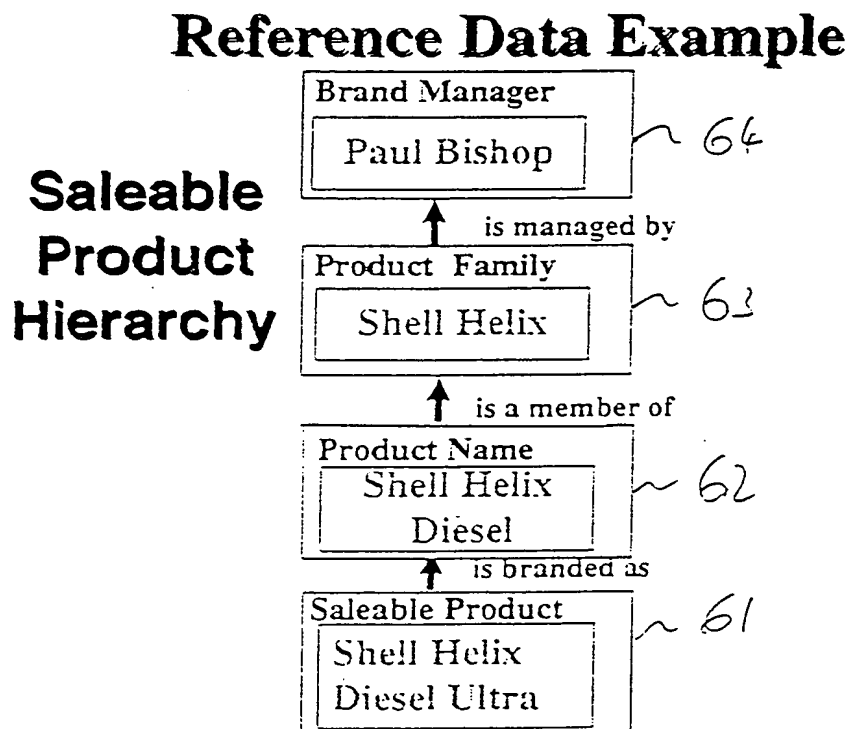 Reference Data Example
Saleable
Product
Hierarchy
Brand Manager
Paul Bishop
64
is managed by
Product Family
Shell Helix
63
is a member of
Product Name
Shell Helix
Diesel
62
is branded as
Saleable Product
Shell Helix
Diesel Ultra
61